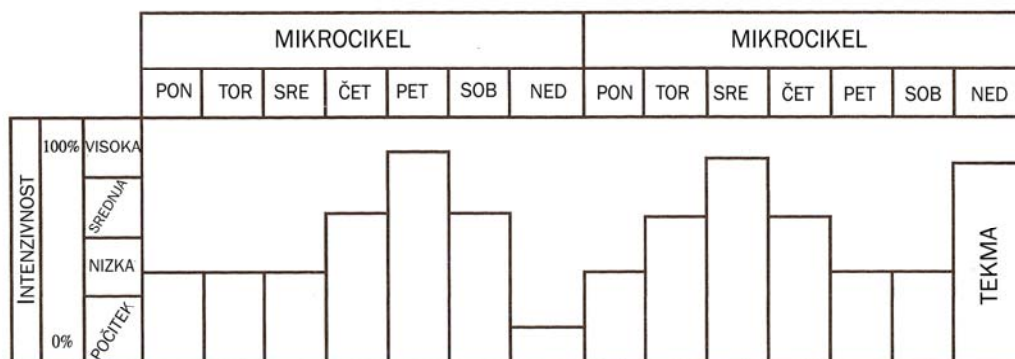 MIKROCIKEL MIKROCIKEL
PON TOR SRE ČET PET SOB NED PON TOR SRE ČET PET SOB NED
INTENZIVNOST
100% VISOKA
SREDNJA
NIZKA
0% POČITEK
TEKMA